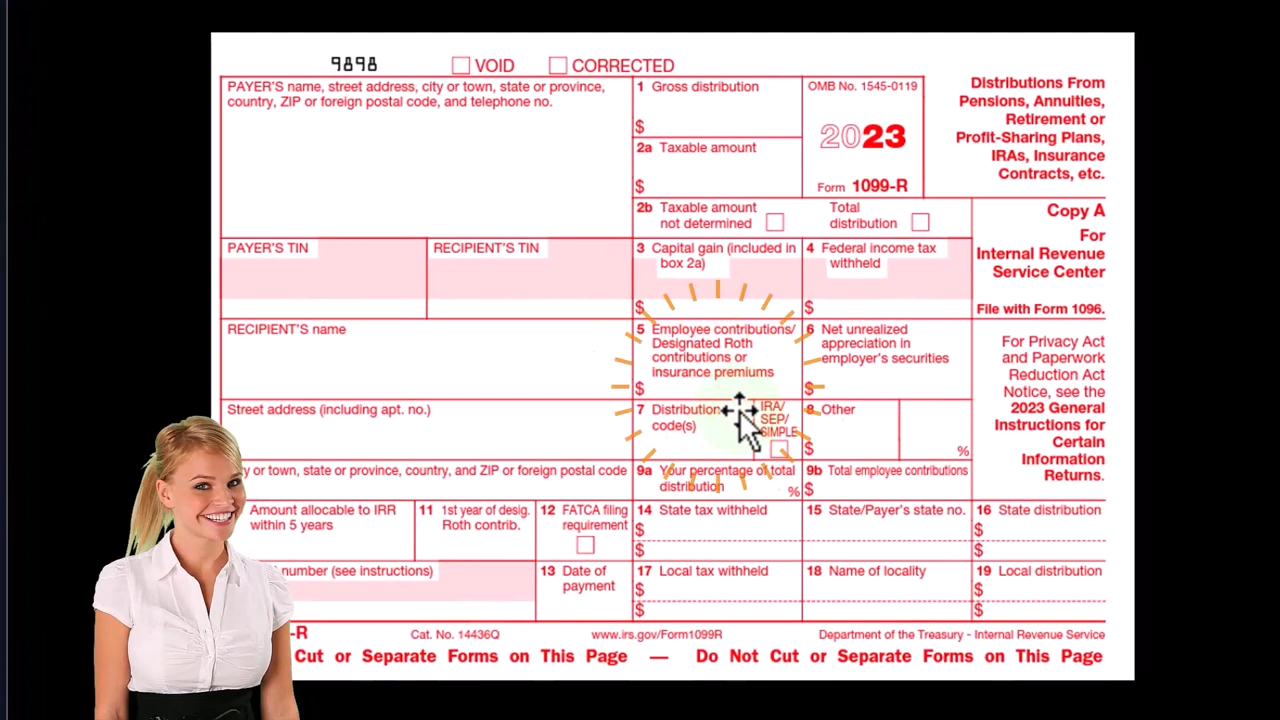 9898
VOID
CORRECTED
PAYER'S name, street address, city or town, state or province,
country, ZIP or foreign postal code, and telephone no.
1 Gross distribution
$
2a Taxable amount
$
OMB No. 1545-0119
2023
Form 1099-R
Distributions From
Pensions, Annuities,
Retirement or
Profit-Sharing Plans,
IRAs, Insurance
Contracts, etc.
2b Taxable amount
not determined
Total
distribution
Copy A
For
Internal Revenue
Service Center
File with Form 1096.
PAYER'S TIN
RECIPIENT'S TIN
3 Capital gain (included in
box 2a)
$
4 Federal income tax
withheld
$
RECIPIENT'S name
5 Employee contributions/
Designated Roth
contributions or
insurance premiums
$
6 Net unrealized
appreciation in
employer's securities
$
For Privacy Act
and Paperwork
Reduction Act
Notice, see the
2023 General
Instructions for
Certain
Information
Returns.
Street address (including apt. no.)
7 Distribution
code(s)
IRA/
SEP/
SIMPLE
8 Other
$
%
y or town, state or province, country, and ZIP or foreign postal code
9a Your percentage of total
distribution
%
9b Total employee contributions
$
Amount allocable to IRR
within 5 years
11 1st year of desig.
Roth contrib.
12 FATCA filing
requirement
14 State tax withheld
$
$
15 State/Payer's state no.
16 State distribution
$
$
number (see instructions)
13 Date of
payment
17 Local tax withheld
$
$
18 Name of locality
19 Local distribution
$
$
-R
Cat. No. 14436Q
www.irs.gov/Form1099R
Department of the Treasury - Internal Revenue Service
Cut or Separate Forms on This Page — Do Not Cut or Separate Forms on This Page